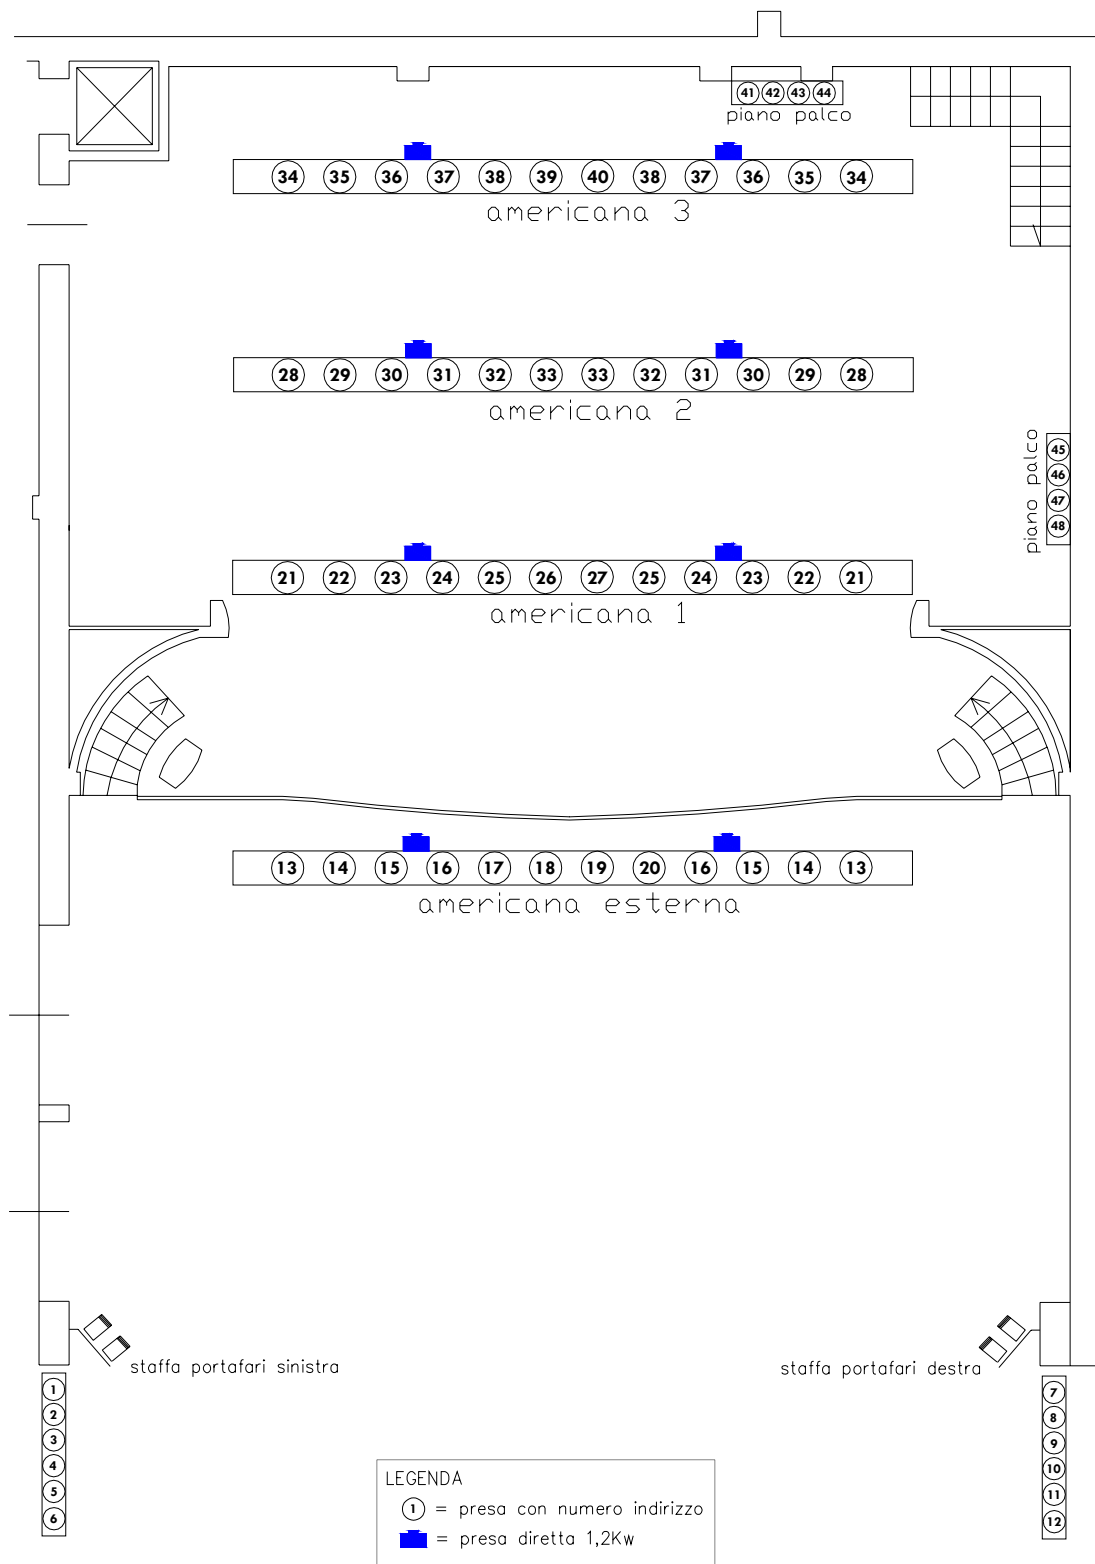 41 42 43 44
piano palco
34 35 36 37 38 39 40 38 37 36 35 34
americana 3
28 29 30 31 32 33 33 32 31 30 29 28
americana 2
piano palco
45
46
47
48
21 22 23 24 25 26 27 25 24 23 22 21
americana 1
13 14 15 16 17 18 19 20 16 15 14 13
americana esterna
staffa portafari sinistra
staffa portafari destra
1
2
3
4
5
6
7
8
9
10
11
12
LEGENDA
1 = presa con numero indirizzo
= presa diretta 1,2Kw